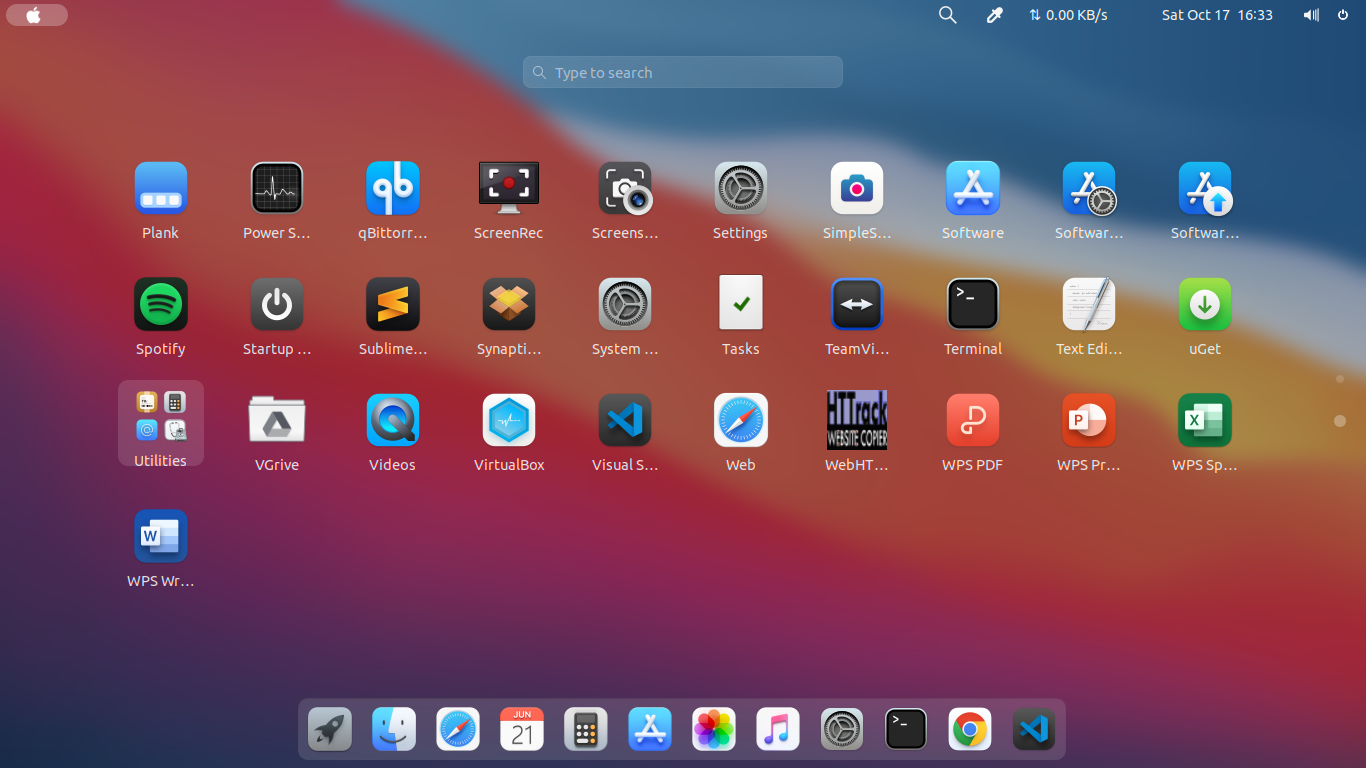 0.00 KB/s
Sat Oct 17 16:33
Type to search
Plank
Power S...
qBittorr...
ScreenRec
Screens...
Settings
SimpleS...
Software
Softwar...
Softwar...
Spotify
Startup ...
Sublime...
Synapti...
System ...
Tasks
TeamVi...
Terminal
Text Edi...
uGet
Utilities
VGrive
Videos
VirtualBox
Visual S...
Web
HTTrack
WEBSITE COPIER
WebHT...
WPS PDF
P
WPS Pr...
X
WPS Sp...
W
WPS Wr...
JUN
21